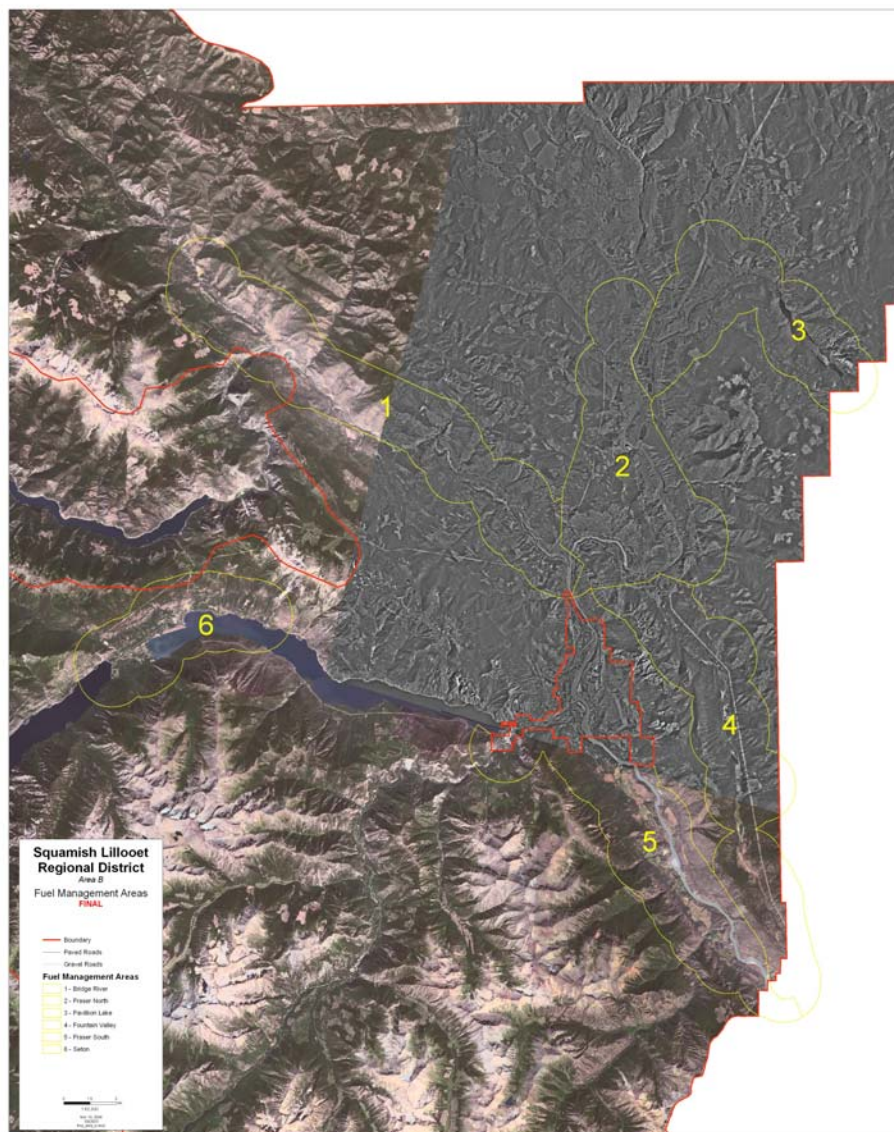 1
2
3
4
5
6
Squamish Lillooet
Regional District
Area B
Fuel Management Areas
FINAL
Boundary
Paved Roads
Gravel Roads
Fuel Management Areas
1 - Bridge River
2 - Fraser North
3 - Pavilion Lake
4 - Fountain Valley
5 - Fraser South
6 - Seton